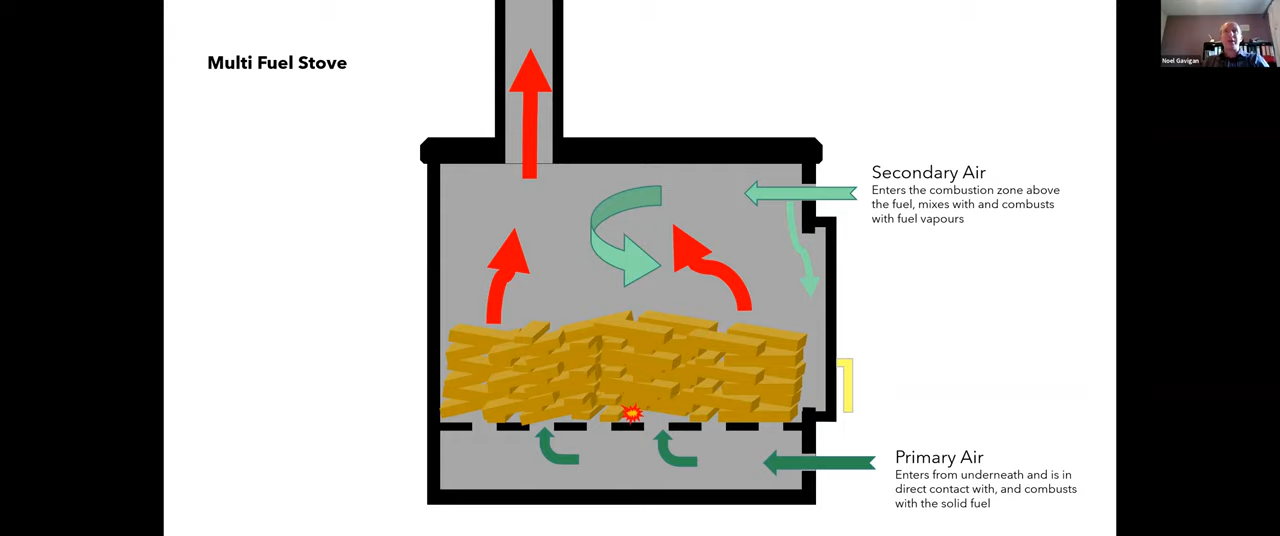 Multi Fuel Stove
Noel Gavigan
Secondary Air
Enters the combustion zone above
the fuel, mixes with and combusts
with fuel vapours
Primary Air
Enters from underneath and is in
direct contact with, and combusts
with the solid fuel